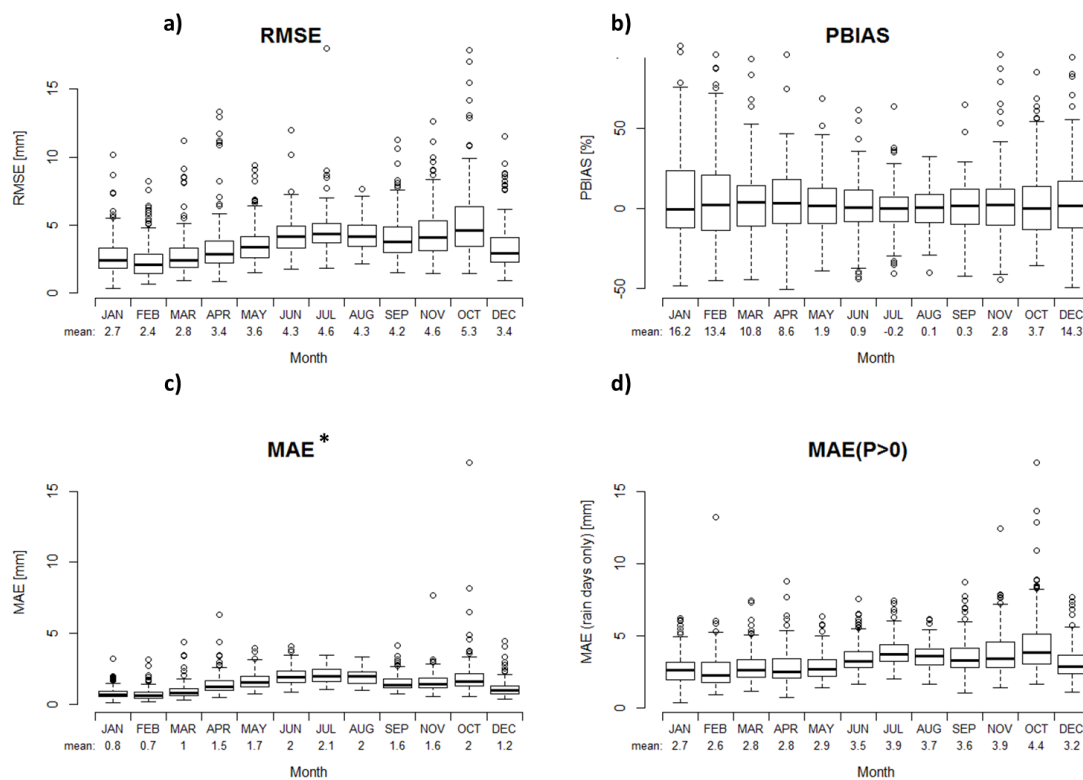 a)
RMSE
RMSE [mm]
15
10
5
0
JAN FEB MAR APR MAY JUN JUL AUG SEP NOV OCT DEC
mean: 2.7 2.4 2.8 3.4 3.6 4.3 4.6 4.3 4.2 4.6 5.3 3.4
Month
b)
PBIAS
PBIAS [%]
50
0
-50
JAN FEB MAR APR MAY JUN JUL AUG SEP NOV OCT DEC
mean: 16.2 13.4 10.8 8.6 1.9 0.9 -0.2 0.1 0.3 2.8 3.7 14.3
Month
c)
MAE *
MAE [mm]
15
10
5
0
JAN FEB MAR APR MAY JUN JUL AUG SEP NOV OCT DEC
mean: 0.8 0.7 1 1.5 1.7 2 2.1 2 1.6 1.6 2 1.2
Month
d)
MAE(P>0)
MAE (rain days only) [mm]
15
10
5
0
JAN FEB MAR APR MAY JUN JUL AUG SEP NOV OCT DEC
mean: 2.7 2.6 2.8 2.8 2.9 3.5 3.9 3.7 3.6 3.9 4.4 3.2
Month